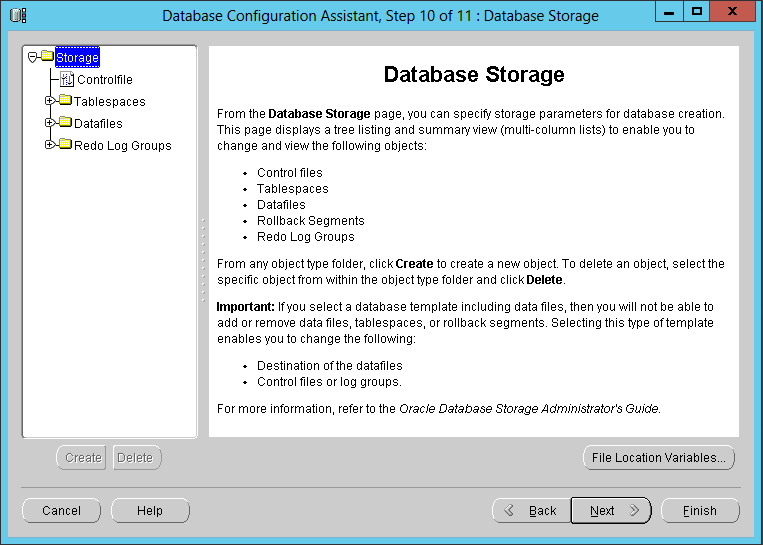 Database Configuration Assistant, Step 10 of 11 : Database Storage
Storage
Controlfile
Tablespaces
Datafiles
Redo Log Groups
Database Storage
From the Database Storage page, you can specify storage parameters for database creation.
This page displays a tree listing and summary view (multi-column lists) to enable you to
change and view the following objects:
• Control files
• Tablespaces
• Datafiles
• Rollback Segments
• Redo Log Groups
From any object type folder, click Create to create a new object. To delete an object, select the
specific object from within the object type folder and click Delete.
Important: If you select a database template including data files, then you will not be able to
add or remove data files, tablespaces, or rollback segments. Selecting this type of template
enables you to change the following:
• Destination of the datafiles
• Control files or log groups.
For more information, refer to the Oracle Database Storage Administrator's Guide.
Create Delete File Location Variables...
Cancel Help Back Next Finish